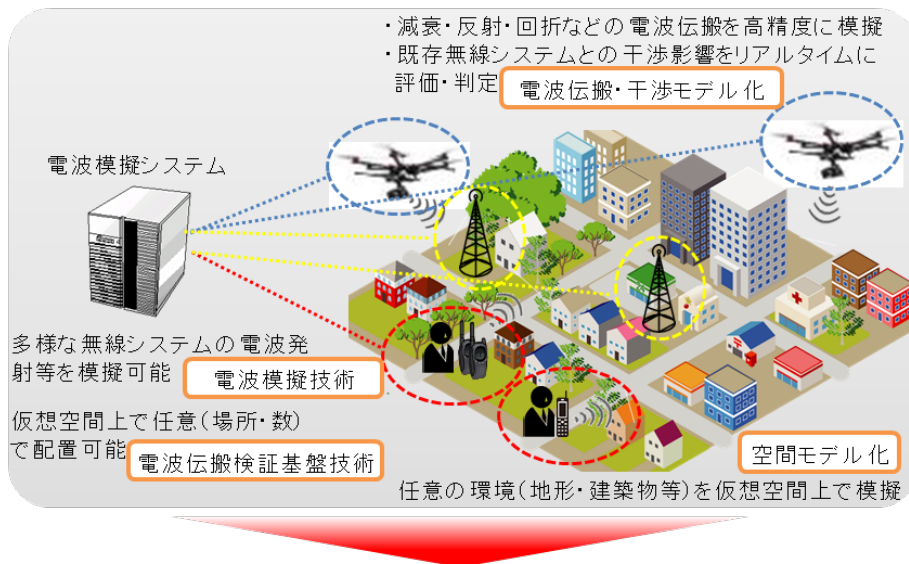 ・減衰・反射・回折などの電波伝搬を高精度に模擬
・既存無線システムとの干渉影響をリアルタイムに
評価・判定
電波伝搬・干渉モデル化
電波模擬システム
多様な無線システムの電波発
射等を模擬可能
電波模擬技術
仮想空間上で任意(場所・数)
で配置可能
電波伝搬検証基盤技術
空間モデル化
任意の環境(地形・建築物等)を仮想空間上で模擬